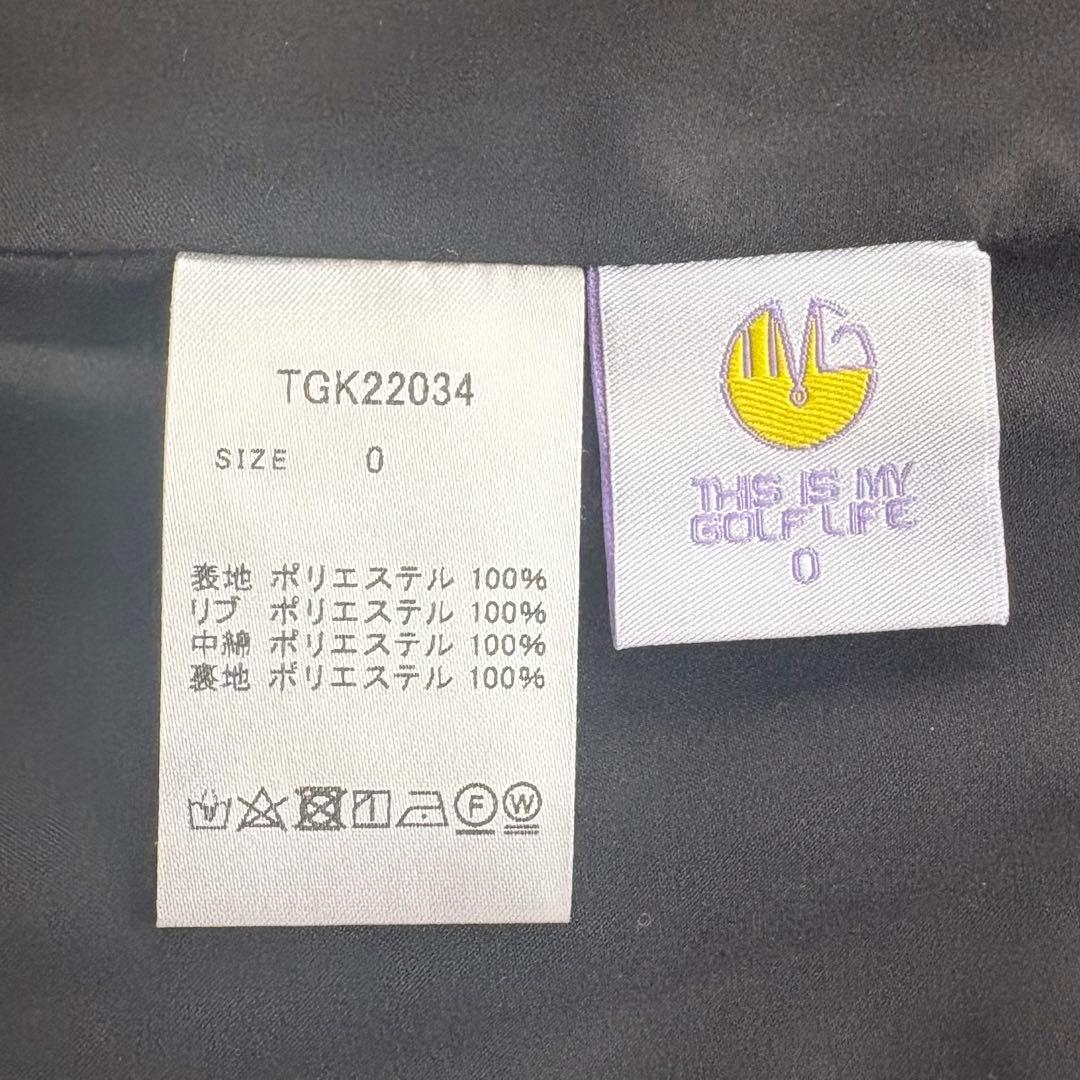 TGK22034
SIZE 0
表地 ポリエステル 100%
リブ ポリエステル 100%
中綿 ポリエステル 100%
裏地 ポリエステル 100%
F W
TMG
THIS IS MY
GOLF LIFE
0